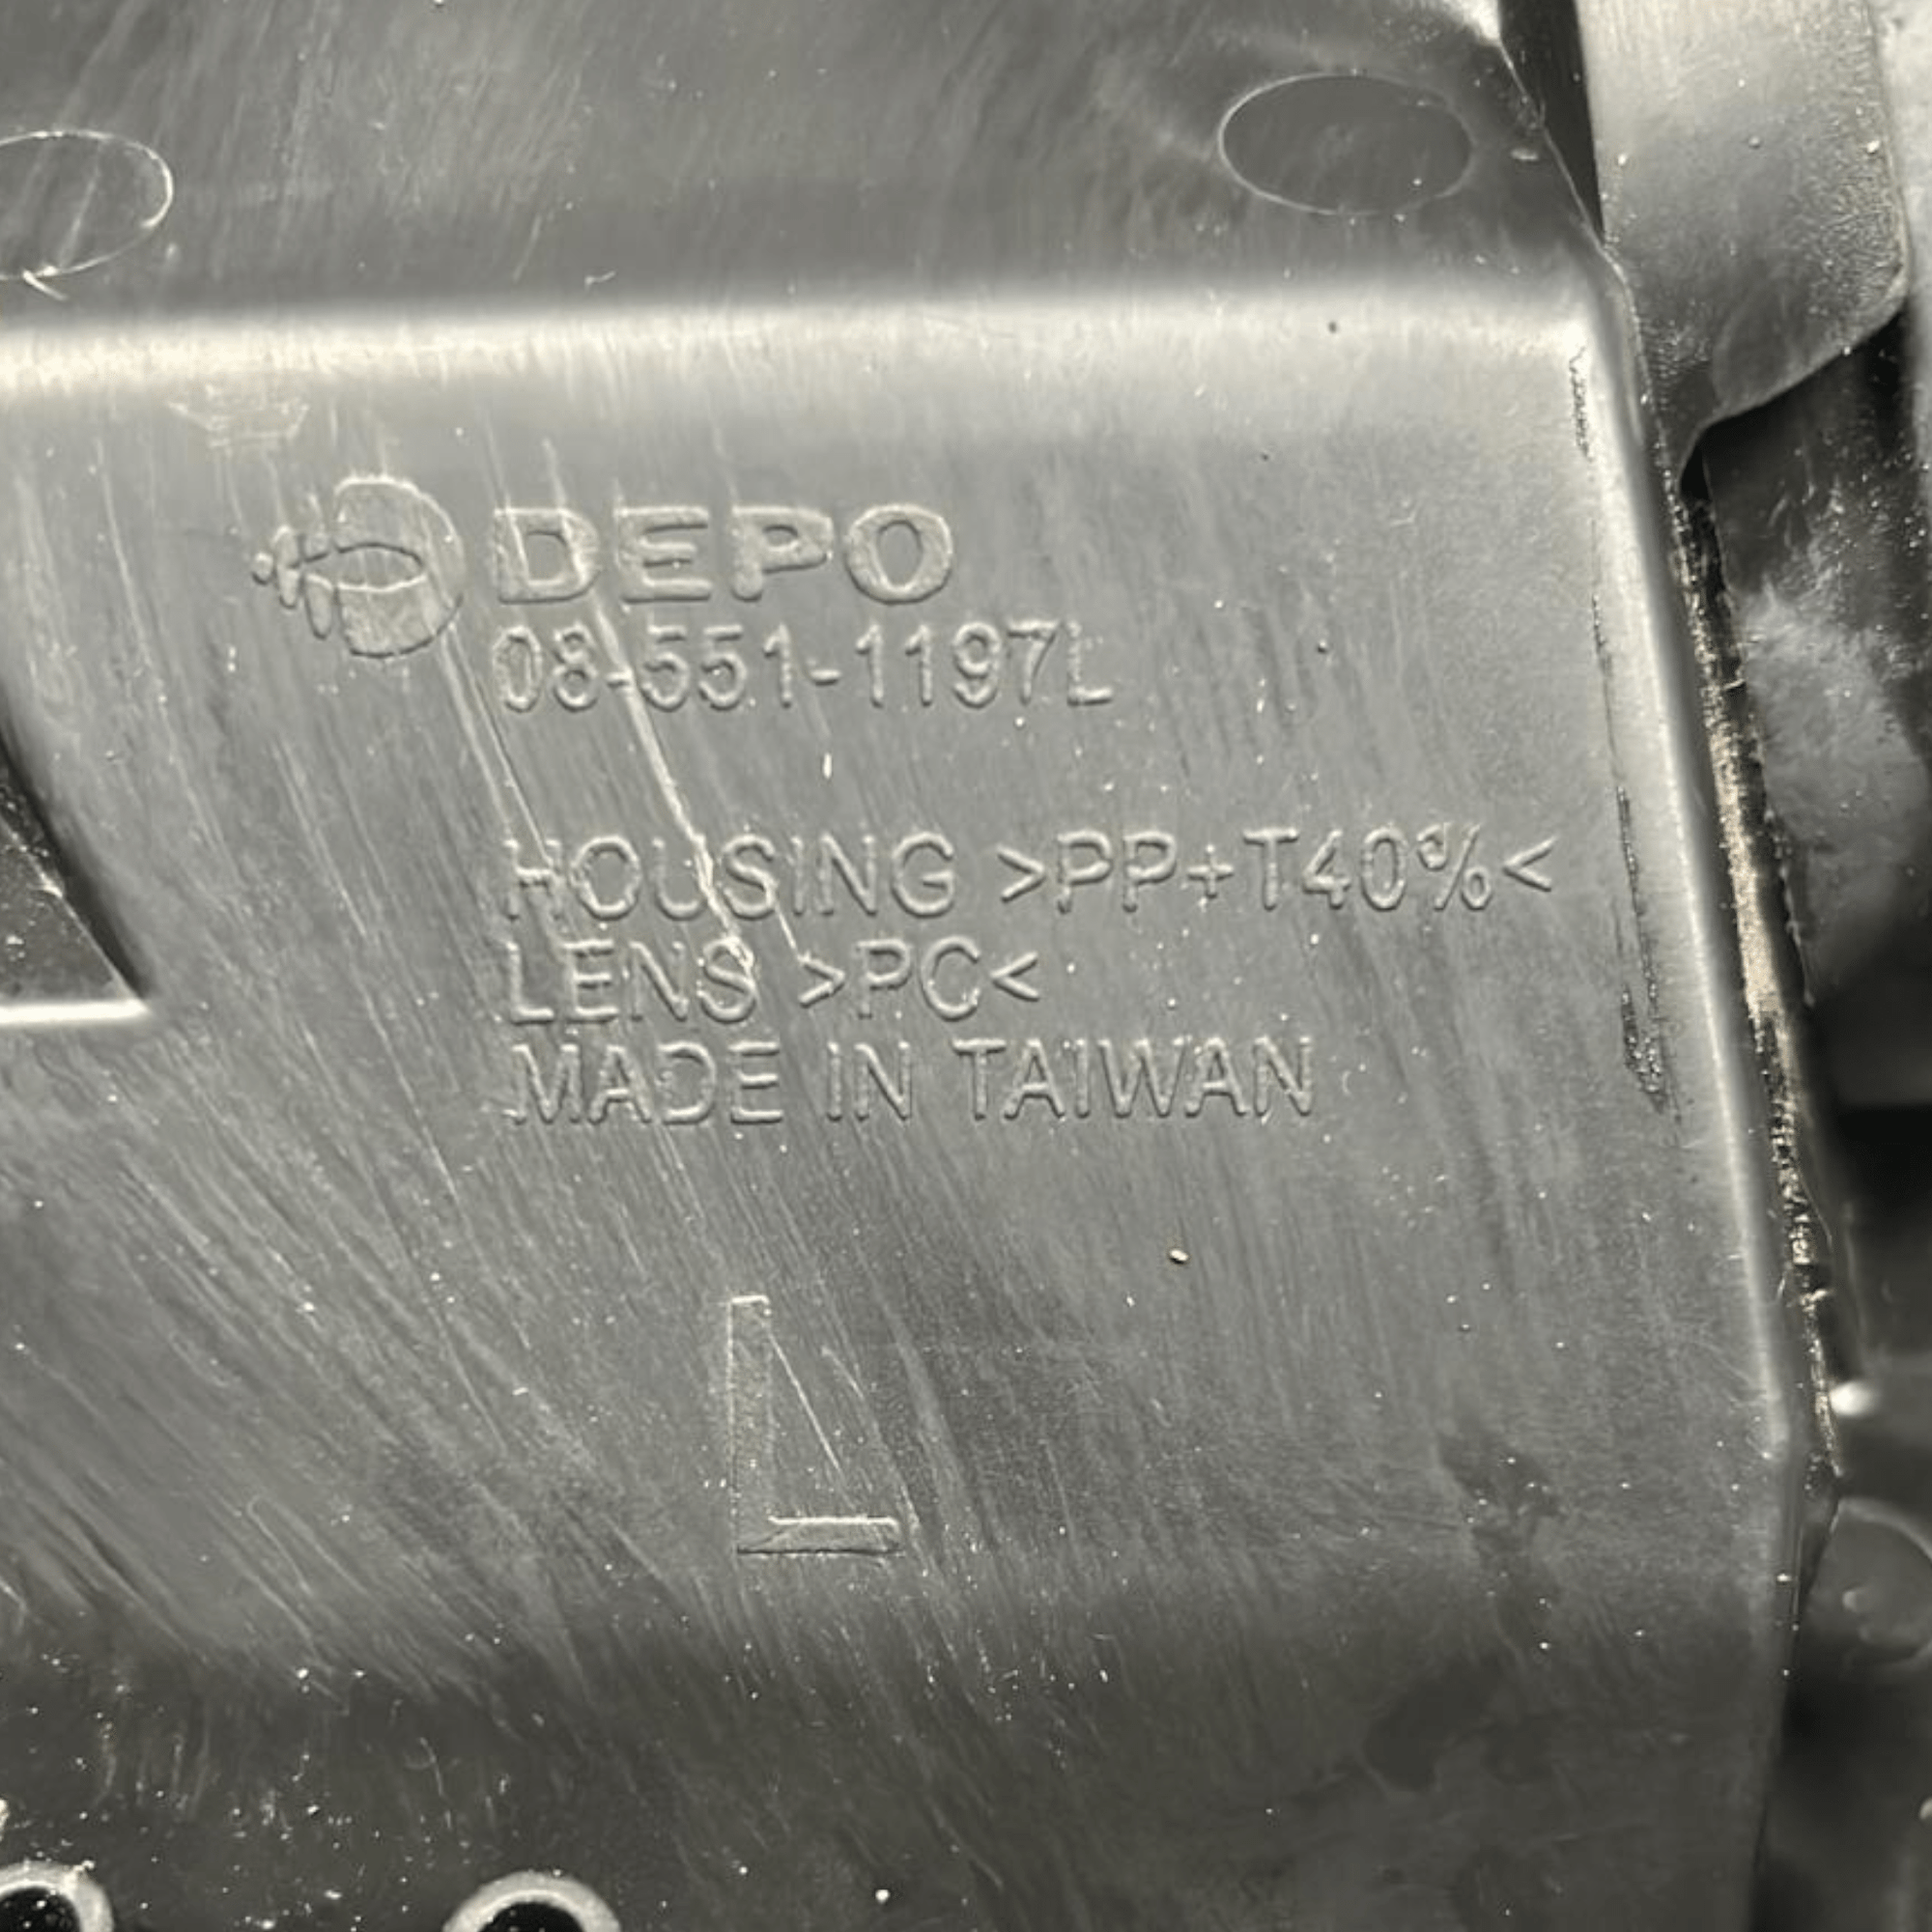 DEPO
08-551-1197L
HOUSING >PP+T40%<
LENS >PC<
MADE IN TAIWAN
L